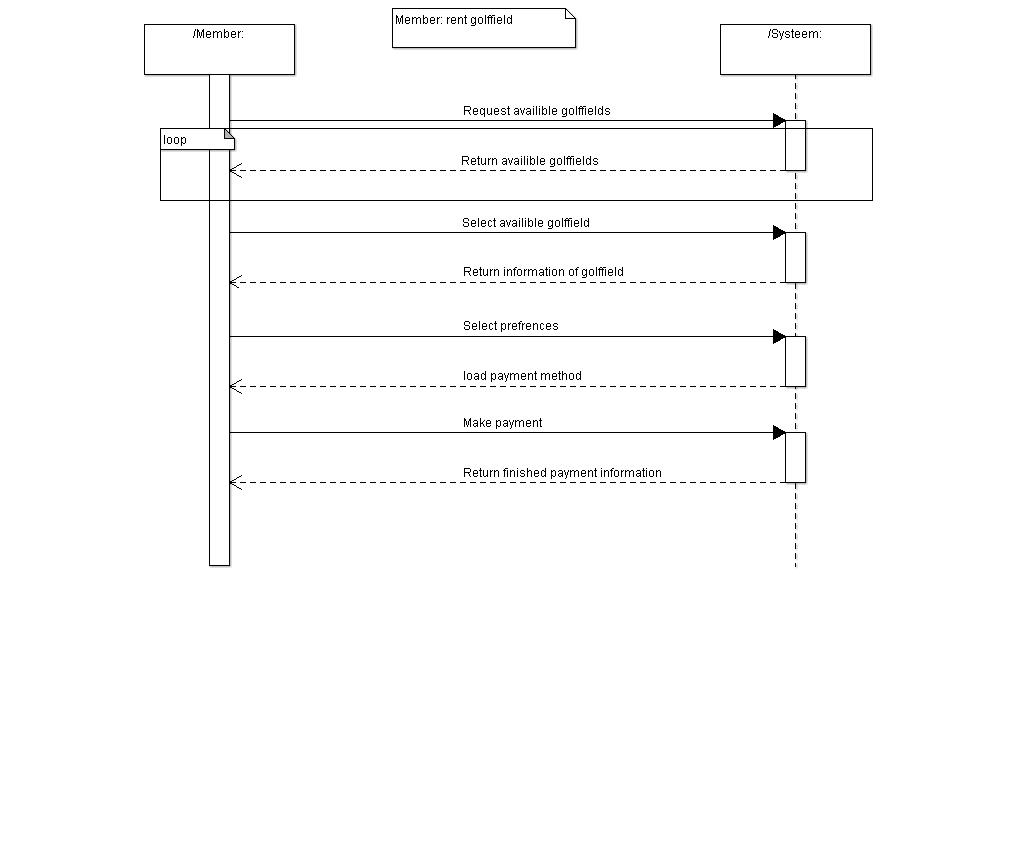 Member: rent golffield
/Member:
/Systeem:
Request availible golffields
loop
Return availible golffields
Select availible golffield
Return information of golffield
Select prefrences
load payment method
Make payment
Return finished payment information